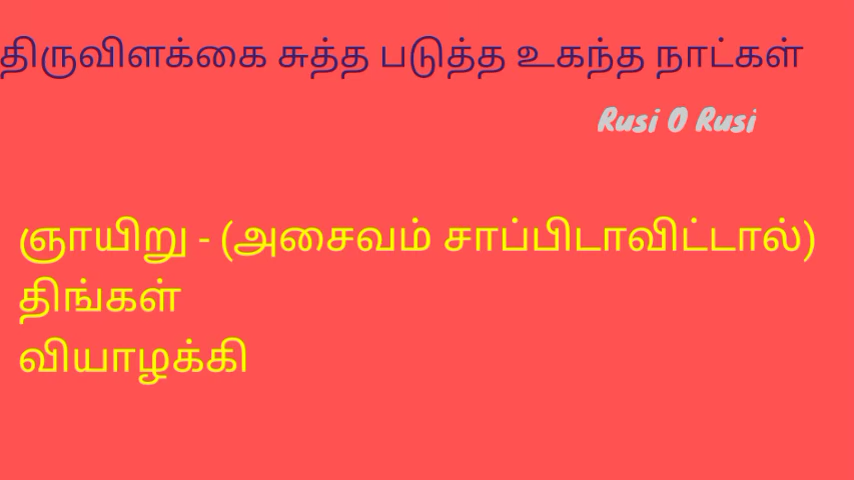 திருவிளக்கை சுத்த படுத்த உகந்த நாட்கள்
Rusi O Rusi
ஞாயிறு - (அசைவம் சாப்பிடாவிட்டால்)
திங்கள்
வியாழக்கி